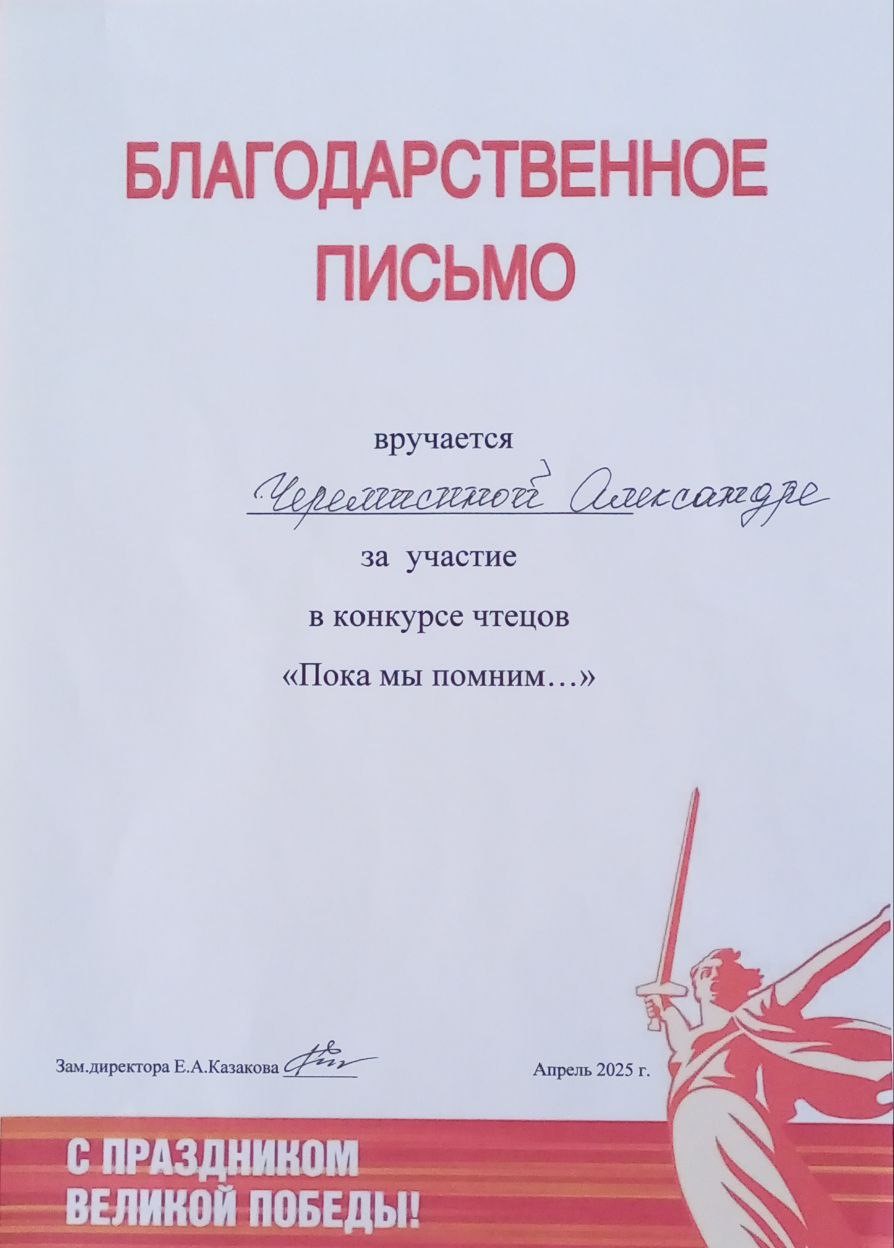 БЛАГОДАРСТВЕННОЕ
ПИСЬМО
вручается
Черемисиной Александре
за участие
в конкурсе чтецов
«Пока мы помним…»
Зам.директора Е.А.Казакова
Апрель 2025 г.
С ПРАЗДНИКОМ
ВЕЛИКОЙ ПОБЕДЫ!